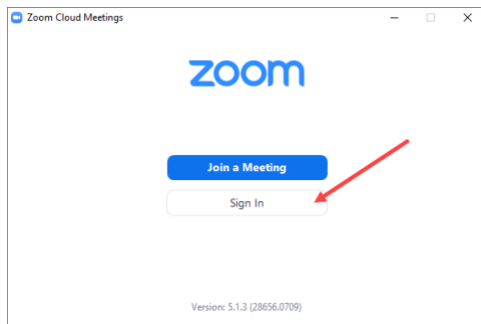 Zoom Cloud Meetings
zoom
Join a Meeting
Sign In
Version: 5.1.3 (28656.0709)